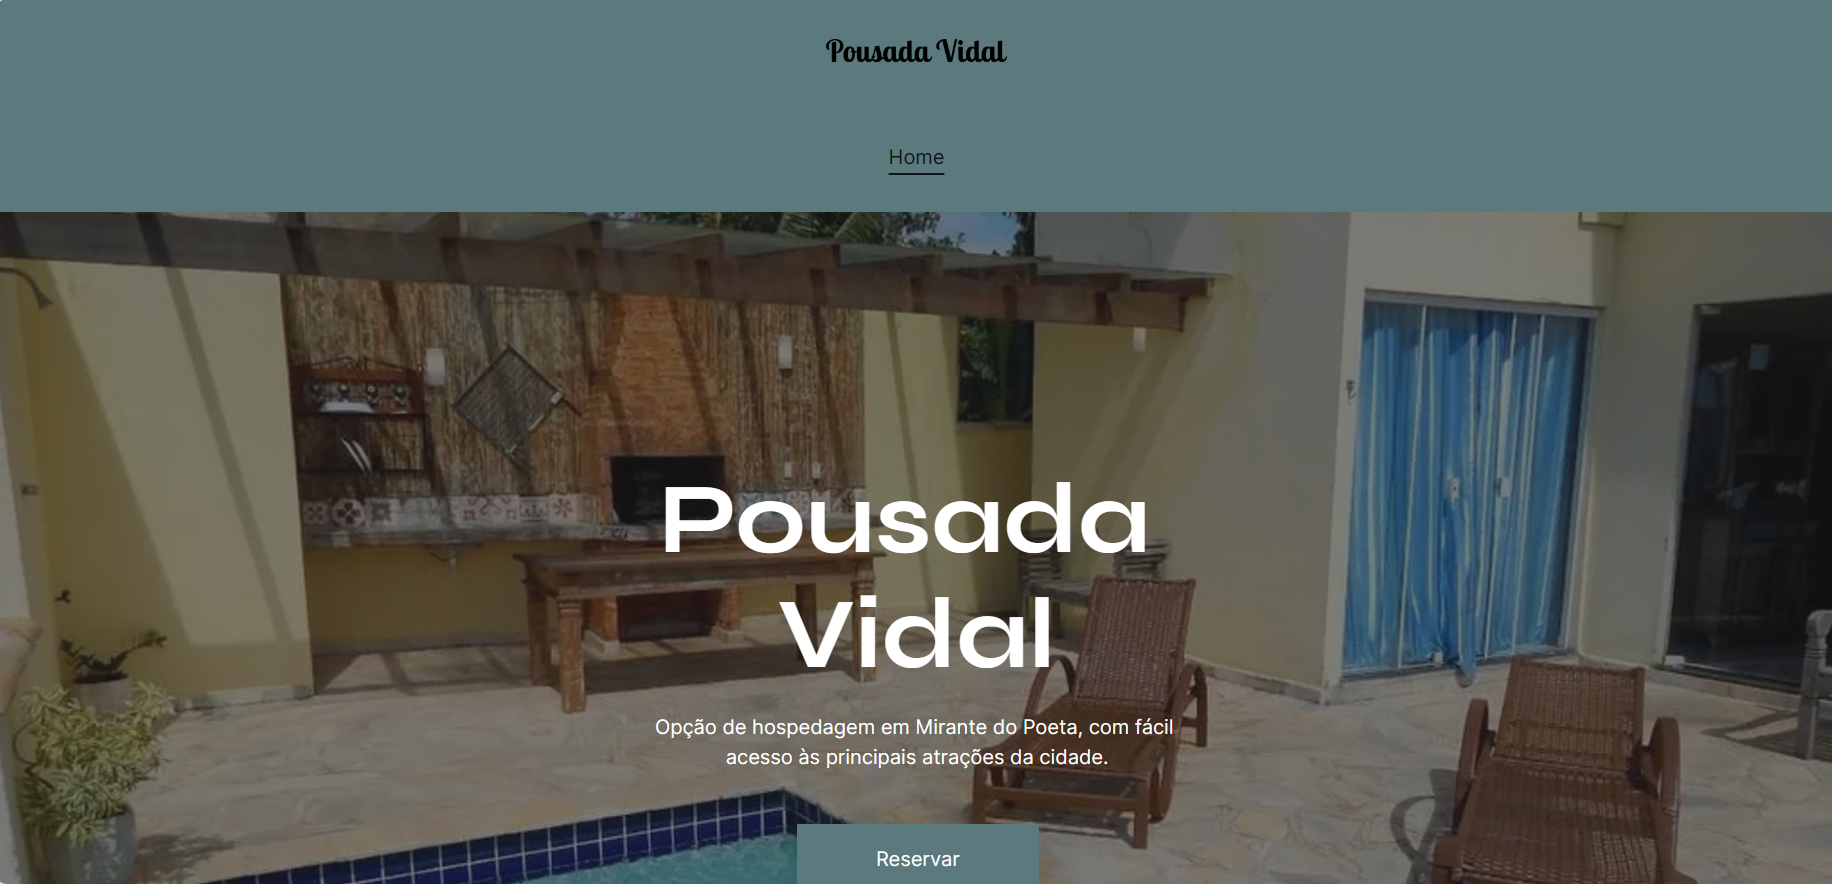 Pousada Vidal
Home
Pousada
Vidal
Opção de hospedagem em Mirante do Poeta, com fácil
acesso às principais atrações da cidade.
Reservar